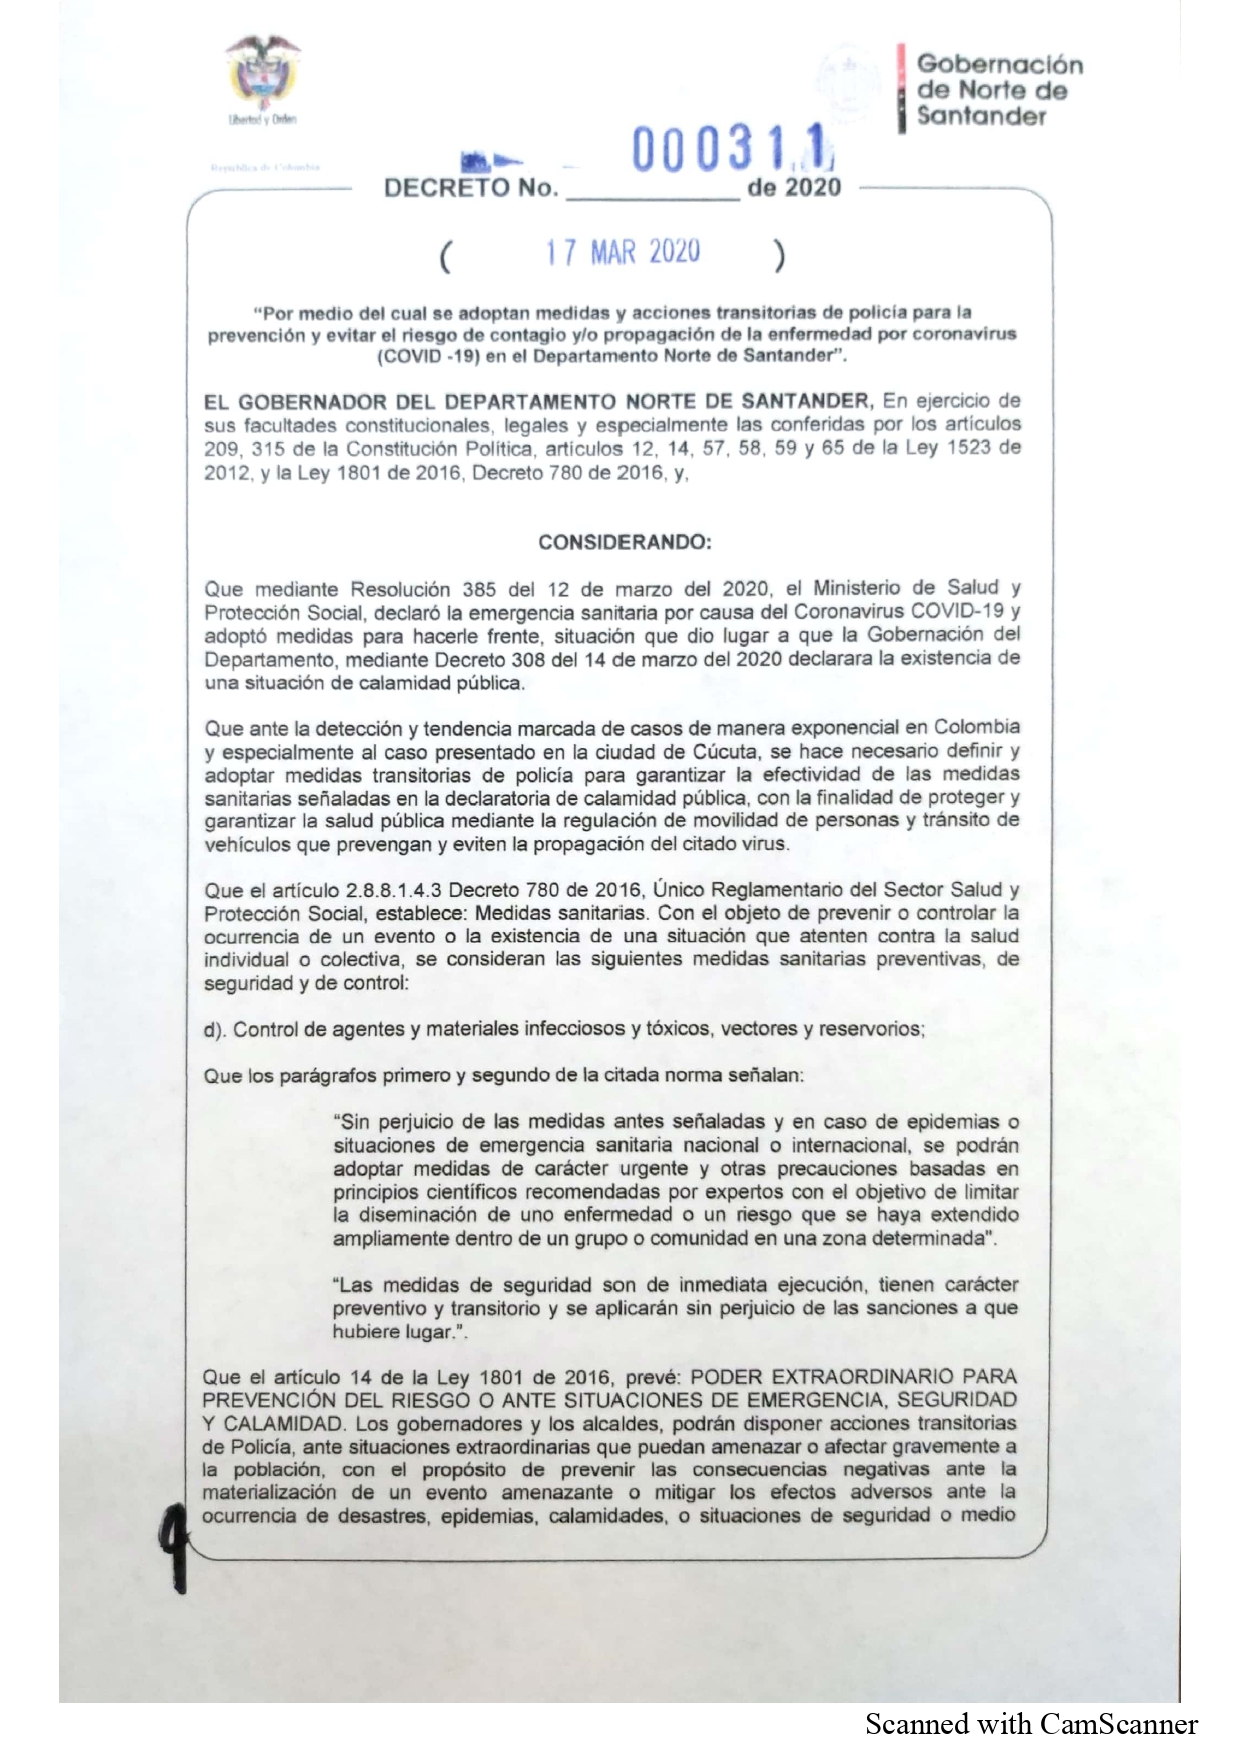 Libertad y Orden
República de Colombia
Gobernación
de Norte de
Santander
000311
DECRETO No. ____________ de 2020
( 17 MAR 2020 )
“Por medio del cual se adoptan medidas y acciones transitorias de policía para la
prevención y evitar el riesgo de contagio y/o propagación de la enfermedad por coronavirus
(COVID -19) en el Departamento Norte de Santander”.
EL GOBERNADOR DEL DEPARTAMENTO NORTE DE SANTANDER, En ejercicio de
sus facultades constitucionales, legales y especialmente las conferidas por los artículos
209, 315 de la Constitución Política, artículos 12, 14, 57, 58, 59 y 65 de la Ley 1523 de
2012, y la Ley 1801 de 2016, Decreto 780 de 2016, y,
CONSIDERANDO:
Que mediante Resolución 385 del 12 de marzo del 2020, el Ministerio de Salud y
Protección Social, declaró la emergencia sanitaria por causa del Coronavirus COVID-19 y
adoptó medidas para hacerle frente, situación que dio lugar a que la Gobernación del
Departamento, mediante Decreto 308 del 14 de marzo del 2020 declarara la existencia de
una situación de calamidad pública.
Que ante la detección y tendencia marcada de casos de manera exponencial en Colombia
y especialmente al caso presentado en la ciudad de Cúcuta, se hace necesario definir y
adoptar medidas transitorias de policía para garantizar la efectividad de las medidas
sanitarias señaladas en la declaratoria de calamidad pública, con la finalidad de proteger y
garantizar la salud pública mediante la regulación de movilidad de personas y tránsito de
vehículos que prevengan y eviten la propagación del citado virus.
Que el artículo 2.8.8.1.4.3 Decreto 780 de 2016, Único Reglamentario del Sector Salud y
Protección Social, establece: Medidas sanitarias. Con el objeto de prevenir o controlar la
ocurrencia de un evento o la existencia de una situación que atenten contra la salud
individual o colectiva, se consideran las siguientes medidas sanitarias preventivas, de
seguridad y de control:
d). Control de agentes y materiales infecciosos y tóxicos, vectores y reservorios;
Que los parágrafos primero y segundo de la citada norma señalan:
“Sin perjuicio de las medidas antes señaladas y en caso de epidemias o
situaciones de emergencia sanitaria nacional o internacional, se podrán
adoptar medidas de carácter urgente y otras precauciones basadas en
principios científicos recomendadas por expertos con el objetivo de limitar
la diseminación de uno enfermedad o un riesgo que se haya extendido
ampliamente dentro de un grupo o comunidad en una zona determinada".
“Las medidas de seguridad son de inmediata ejecución, tienen carácter
preventivo y transitorio y se aplicarán sin perjuicio de las sanciones a que
hubiere lugar.”.
Que el artículo 14 de la Ley 1801 de 2016, prevé: PODER EXTRAORDINARIO PARA
PREVENCIÓN DEL RIESGO O ANTE SITUACIONES DE EMERGENCIA, SEGURIDAD
Y CALAMIDAD. Los gobernadores y los alcaldes, podrán disponer acciones transitorias
de Policía, ante situaciones extraordinarias que puedan amenazar o afectar gravemente a
la población, con el propósito de prevenir las consecuencias negativas ante la
materialización de un evento amenazante o mitigar los efectos adversos ante la
ocurrencia de desastres, epidemias, calamidades, o situaciones de seguridad o medio
Scanned with CamScanner